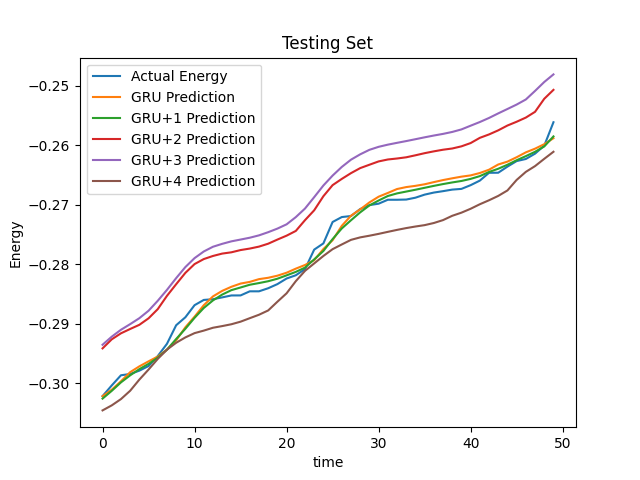 Testing Set
Actual Energy
GRU Prediction
GRU+1 Prediction
GRU+2 Prediction
GRU+3 Prediction
GRU+4 Prediction
−0.25
−0.26
−0.27
−0.28
−0.29
−0.30
Energy
0 10 20 30 40 50
time